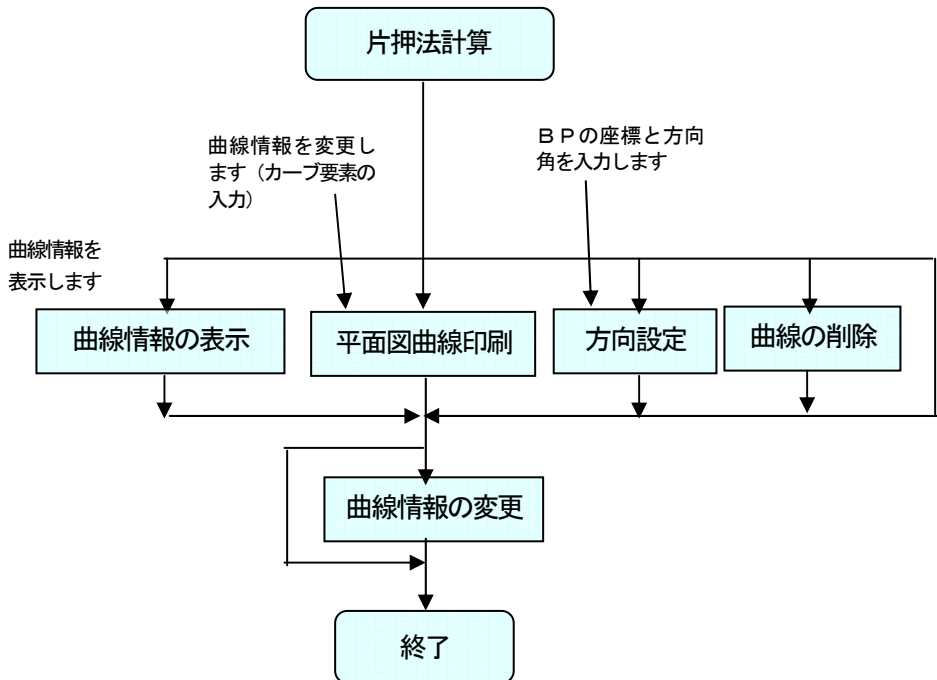 片押法計算
曲線情報を変更し
ます（カーブ要素の
入力）
ＢＰの座標と方向
角を入力します
曲線情報を
表示します
曲線情報の表示
平面図曲線印刷
方向設定
曲線の削除
曲線情報の変更
終了